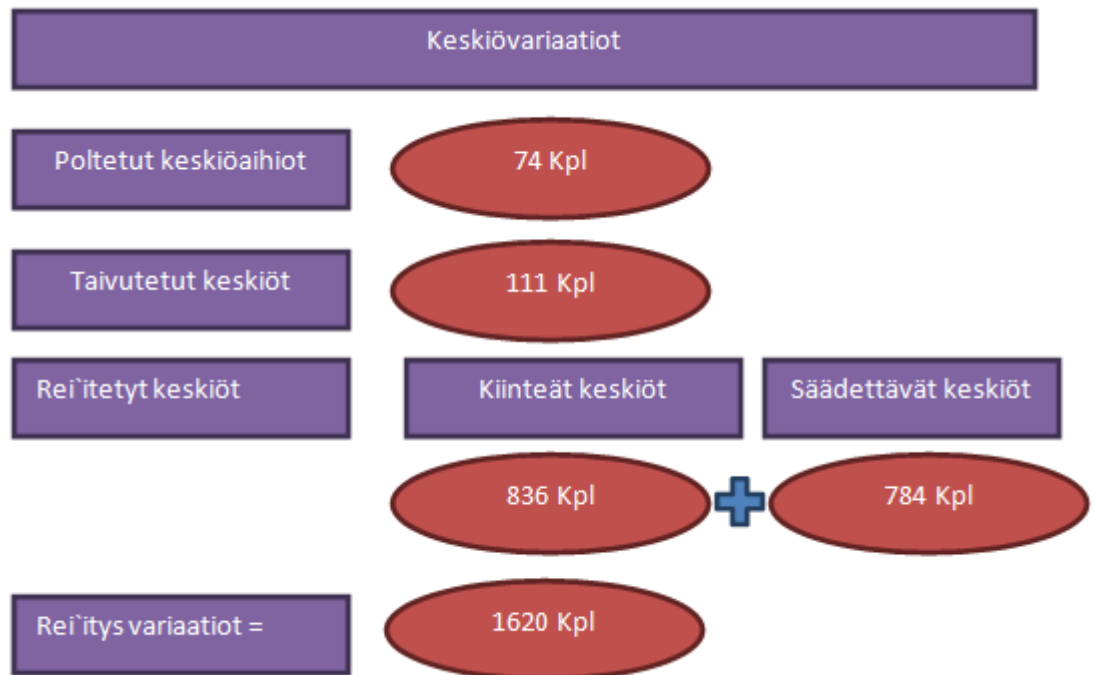 Keskiövariaatiot
Poltetut keskiöaihiot
74 Kpl
Taivutetut keskiöt
111 Kpl
Rei`itetyt keskiöt
Kiinteät keskiöt
Säädettävät keskiöt
836 Kpl
784 Kpl
Rei`itys variaatiot =
1620 Kpl